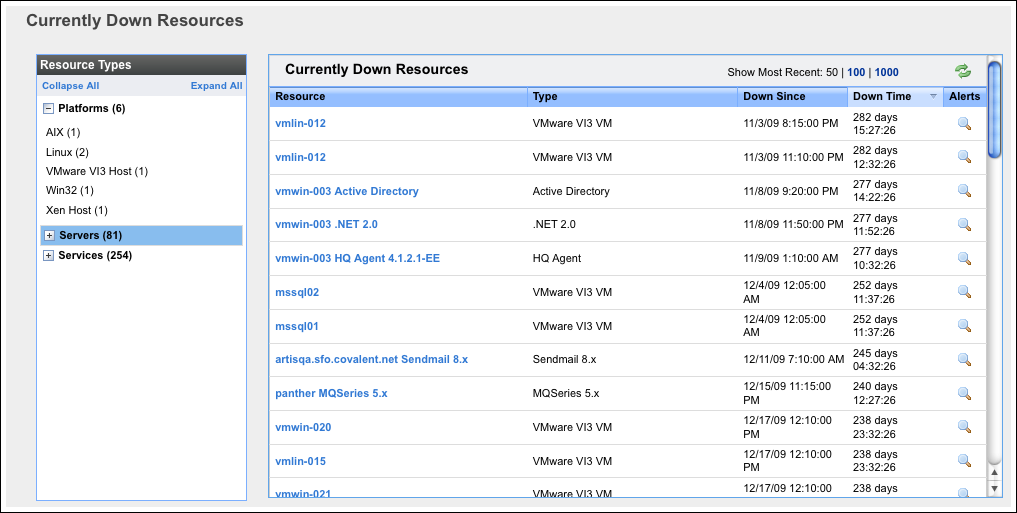 Currently Down Resources
Resource Types
Collapse All Expand All
Platforms (6)
AIX (1)
Linux (2)
VMware VI3 Host (1)
Win32 (1)
Xen Host (1)
Servers (81)
Services (254)
Currently Down Resources
Show Most Recent: 50 | 100 | 1000
Resource Type Down Since Down Time Alerts
vmlin-012 VMware VI3 VM 11/3/09 8:15:00 PM 282 days
15:27:26
vmlin-012 VMware VI3 VM 11/3/09 11:10:00 PM 282 days
12:32:26
vmwin-003 Active Directory Active Directory 11/8/09 9:20:00 PM 277 days
14:22:26
vmwin-003 .NET 2.0 .NET 2.0 11/8/09 11:50:00 PM 277 days
11:52:26
vmwin-003 HQ Agent 4.1.2.1-EE HQ Agent 11/9/09 1:10:00 AM 277 days
10:32:26
mssql02 VMware VI3 VM 12/4/09 12:05:00 252 days
AM 11:37:26
mssql01 VMware VI3 VM 12/4/09 12:05:00 252 days
AM 11:37:26
artisqa.sfo.covalent.net Sendmail 8.x Sendmail 8.x 12/11/09 7:10:00 AM 245 days
04:32:26
panther MQSeries 5.x MQSeries 5.x 12/15/09 11:15:00 240 days
PM 12:27:26
vmwin-020 VMware VI3 VM 12/17/09 12:10:00 238 days
PM 23:32:26
vmlin-015 VMware VI3 VM 12/17/09 12:10:00 238 days
PM 23:32:26
vmwin-021 VMware VI3 VM 12/17/09 12:10:00 238 days